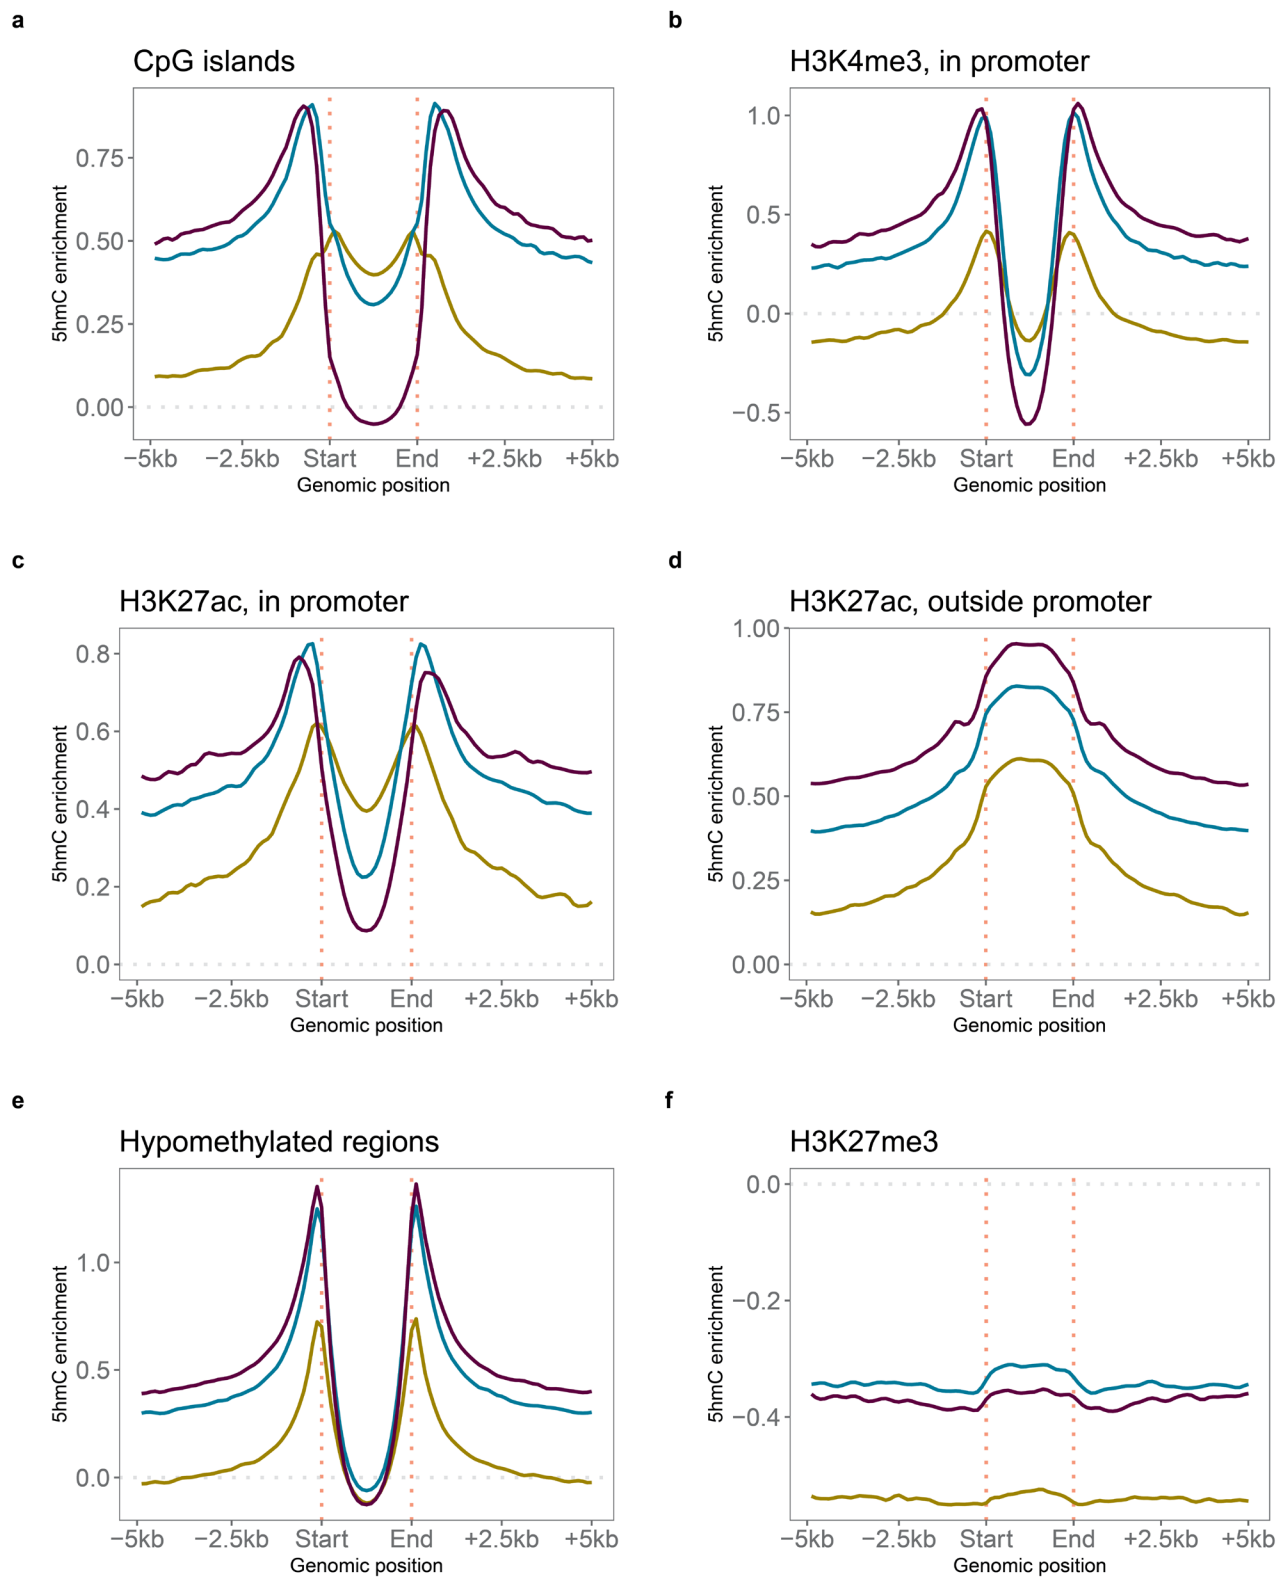 a
CpG islands
5hmC enrichment
0.75
0.50
0.25
0.00
−5kb −2.5kb Start End +2.5kb +5kb
Genomic position
b
H3K4me3, in promoter
5hmC enrichment
1.0
0.5
0.0
−0.5
−5kb −2.5kb Start End +2.5kb +5kb
Genomic position
c
H3K27ac, in promoter
5hmC enrichment
0.8
0.6
0.4
0.2
0.0
−5kb −2.5kb Start End +2.5kb +5kb
Genomic position
d
H3K27ac, outside promoter
5hmC enrichment
1.00
0.75
0.50
0.25
0.00
−5kb −2.5kb Start End +2.5kb +5kb
Genomic position
e
Hypomethylated regions
5hmC enrichment
1.0
0.5
0.0
−5kb −2.5kb Start End +2.5kb +5kb
Genomic position
f
H3K27me3
5hmC enrichment
0.0
−0.2
−0.4
−5kb −2.5kb Start End +2.5kb +5kb
Genomic position